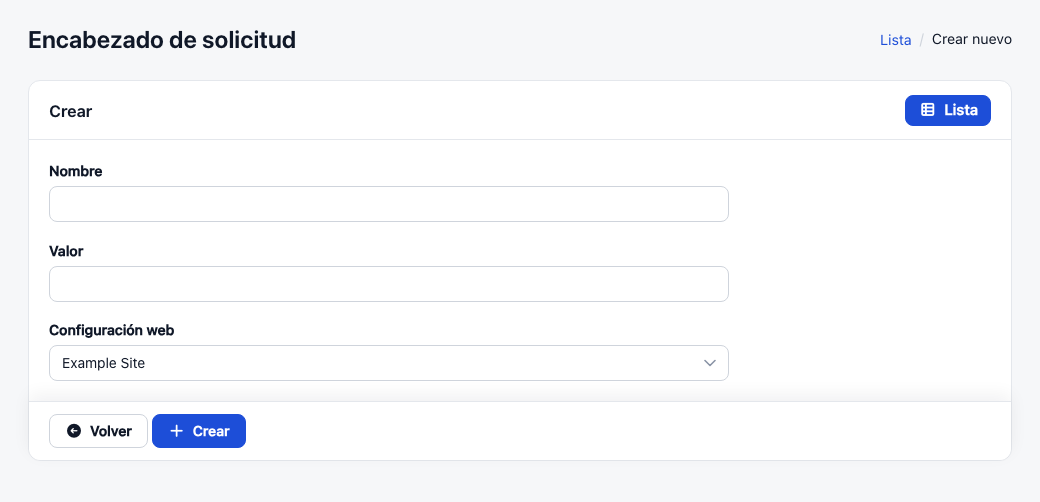 Encabezado de solicitud
Lista / Crear nuevo
Crear
Lista
Nombre
Valor
Configuración web
Example Site
Volver
Crear